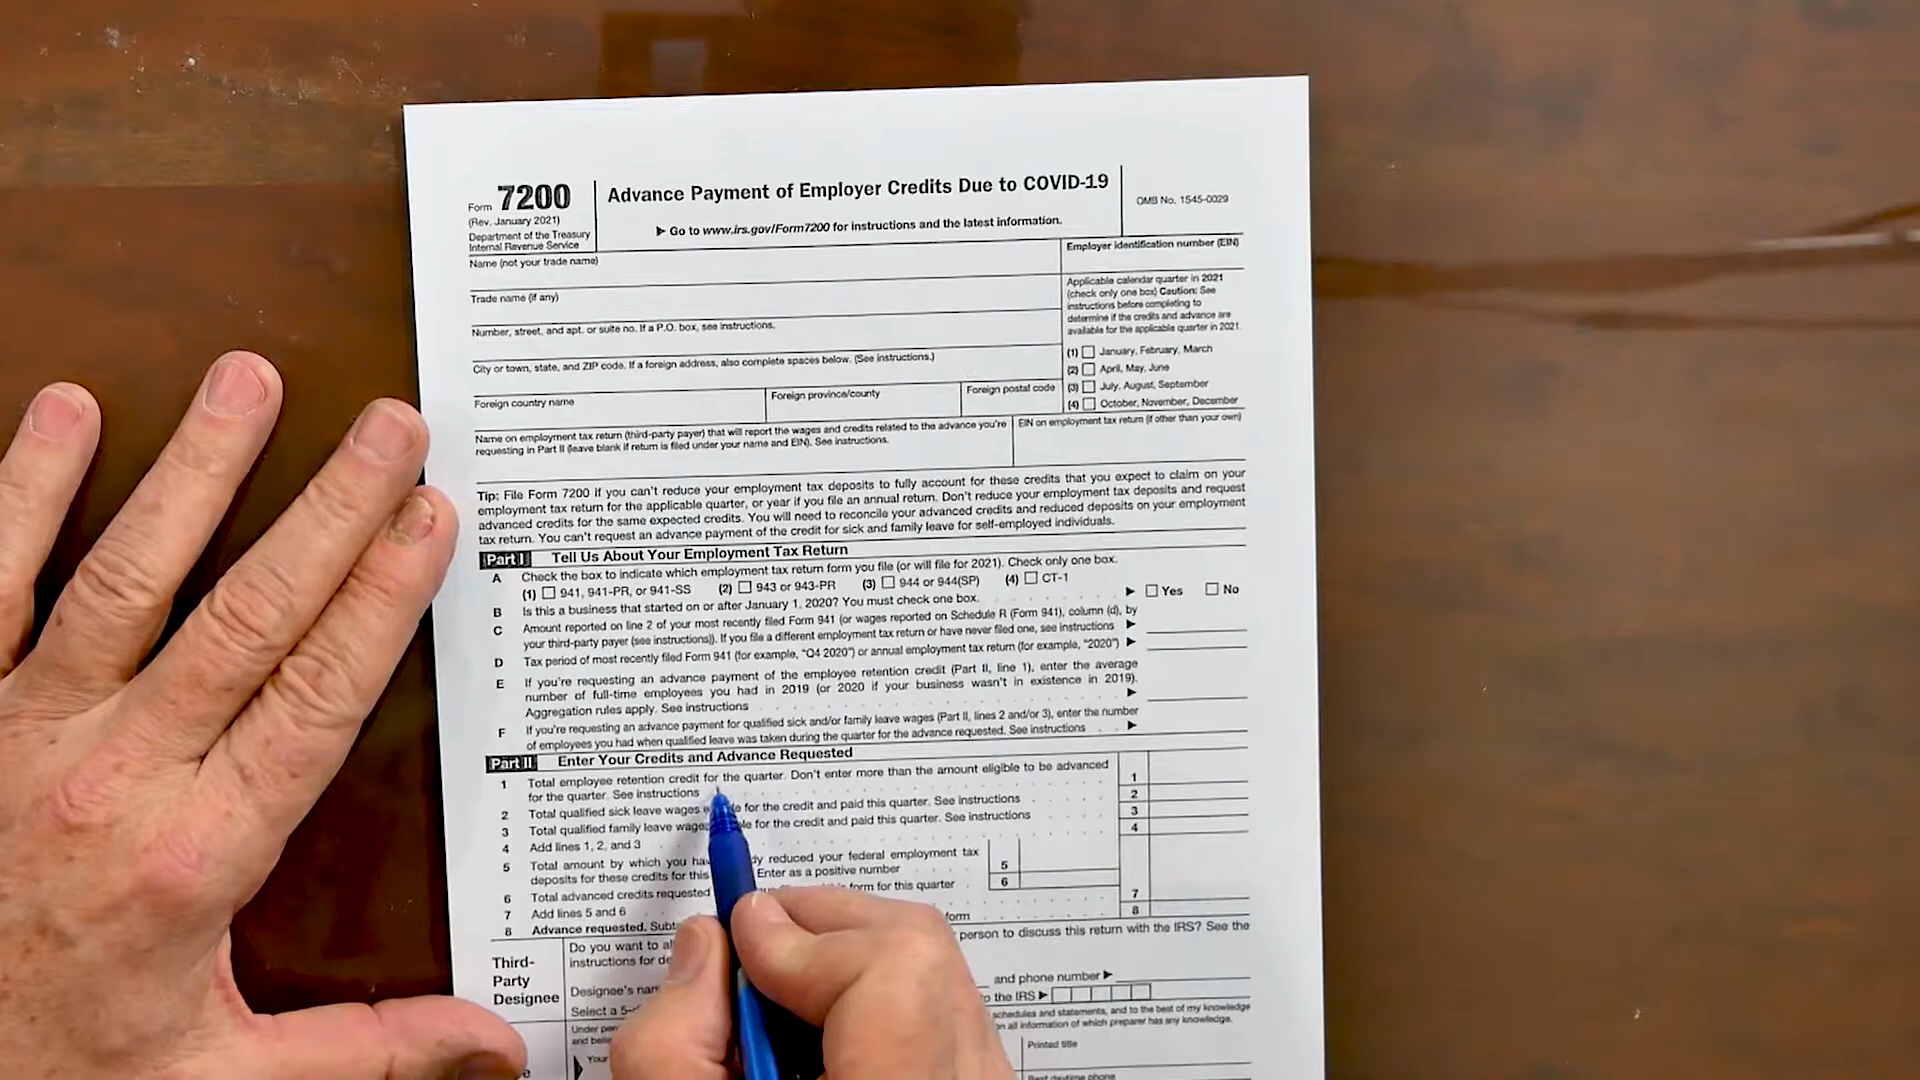 Form 7200
(Rev. January 2021)
Department of the Treasury
Internal Revenue Service
Advance Payment of Employer Credits Due to COVID-19
▶ Go to www.irs.gov/Form7200 for instructions and the latest information.
OMB No. 1545-0029
Name (not your trade name)
Employer identification number (EIN)
Trade name (if any)
Number, street, and apt. or suite no. If a P.O. box, see instructions.
City or town, state, and ZIP code. If a foreign address, also complete spaces below. (See instructions.)
Foreign country name
Foreign province/county
Foreign postal code
Applicable calendar quarter in 2021
(check only one box) Caution: See
instructions before completing to
determine if the credits and advance are
available for the applicable quarter in 2021.
(1) January, February, March
(2) April, May, June
(3) July, August, September
(4) October, November, December
Name on employment tax return (third-party payer) that will report the wages and credits related to the advance you're
requesting in Part II (leave blank if return is filed under your name and EIN). See instructions.
EIN on employment tax return (if other than your own)
Tip: File Form 7200 if you can't reduce your employment tax deposits to fully account for these credits that you expect to claim on your
employment tax return for the applicable quarter, or year if you file an annual return. Don't reduce your employment tax deposits and request
advanced credits for the same expected credits. You will need to reconcile your advanced credits and reduced deposits on your employment
tax return. You can't request an advance payment of the credit for sick and family leave for self-employed individuals.
Part I Tell Us About Your Employment Tax Return
A Check the box to indicate which employment tax return form you file (or will file for 2021). Check only one box.
(1) 941, 941-PR, or 941-SS (2) 943 or 943-PR (3) 944 or 944(SP) (4) CT-1
B Is this a business that started on or after January 1, 2020? You must check one box. ▶ Yes No
C Amount reported on line 2 of your most recently filed Form 941 (or wages reported on Schedule R (Form 941), column (d), by
your third-party payer (see instructions)). If you file a different employment tax return or have never filed one, see instructions ▶
D Tax period of most recently filed Form 941 (for example, "Q4 2020") or annual employment tax return (for example, "2020") ▶
E If you're requesting an advance payment of the employee retention credit (Part II, line 1), enter the average
number of full-time employees you had in 2019 (or 2020 if your business wasn't in existence in 2019).
Aggregation rules apply. See instructions ▶
F If you're requesting an advance payment for qualified sick and/or family leave wages (Part II, lines 2 and/or 3), enter the number
of employees you had when qualified leave was taken during the quarter for the advance requested. See instructions ▶
Part II Enter Your Credits and Advance Requested
1 Total employee retention credit for the quarter. Don't enter more than the amount eligible to be advanced
for the quarter. See instructions 1
2 Total qualified sick leave wages for the credit and paid this quarter. See instructions 2
3 Total qualified family leave for the credit and paid this quarter. See instructions 3
4 Add lines 1, 2, and 3 4
5 Total amount by which you reduced your federal employment tax
deposits for these credits for this Enter as a positive number 5
6 Total advanced credits requested form for this quarter 6
7 Add lines 5 and 6 7
8 Advance requested. form 8
Third-
Party
Designee
Do you want to person to discuss this return with the IRS? See the
instructions for
Designee's and phone number ▶
Select a the IRS ▶
Under schedules and statements, and to the best of my knowledge
and all information of which preparer has any knowledge.
Your
Printed title
Best daytime phone